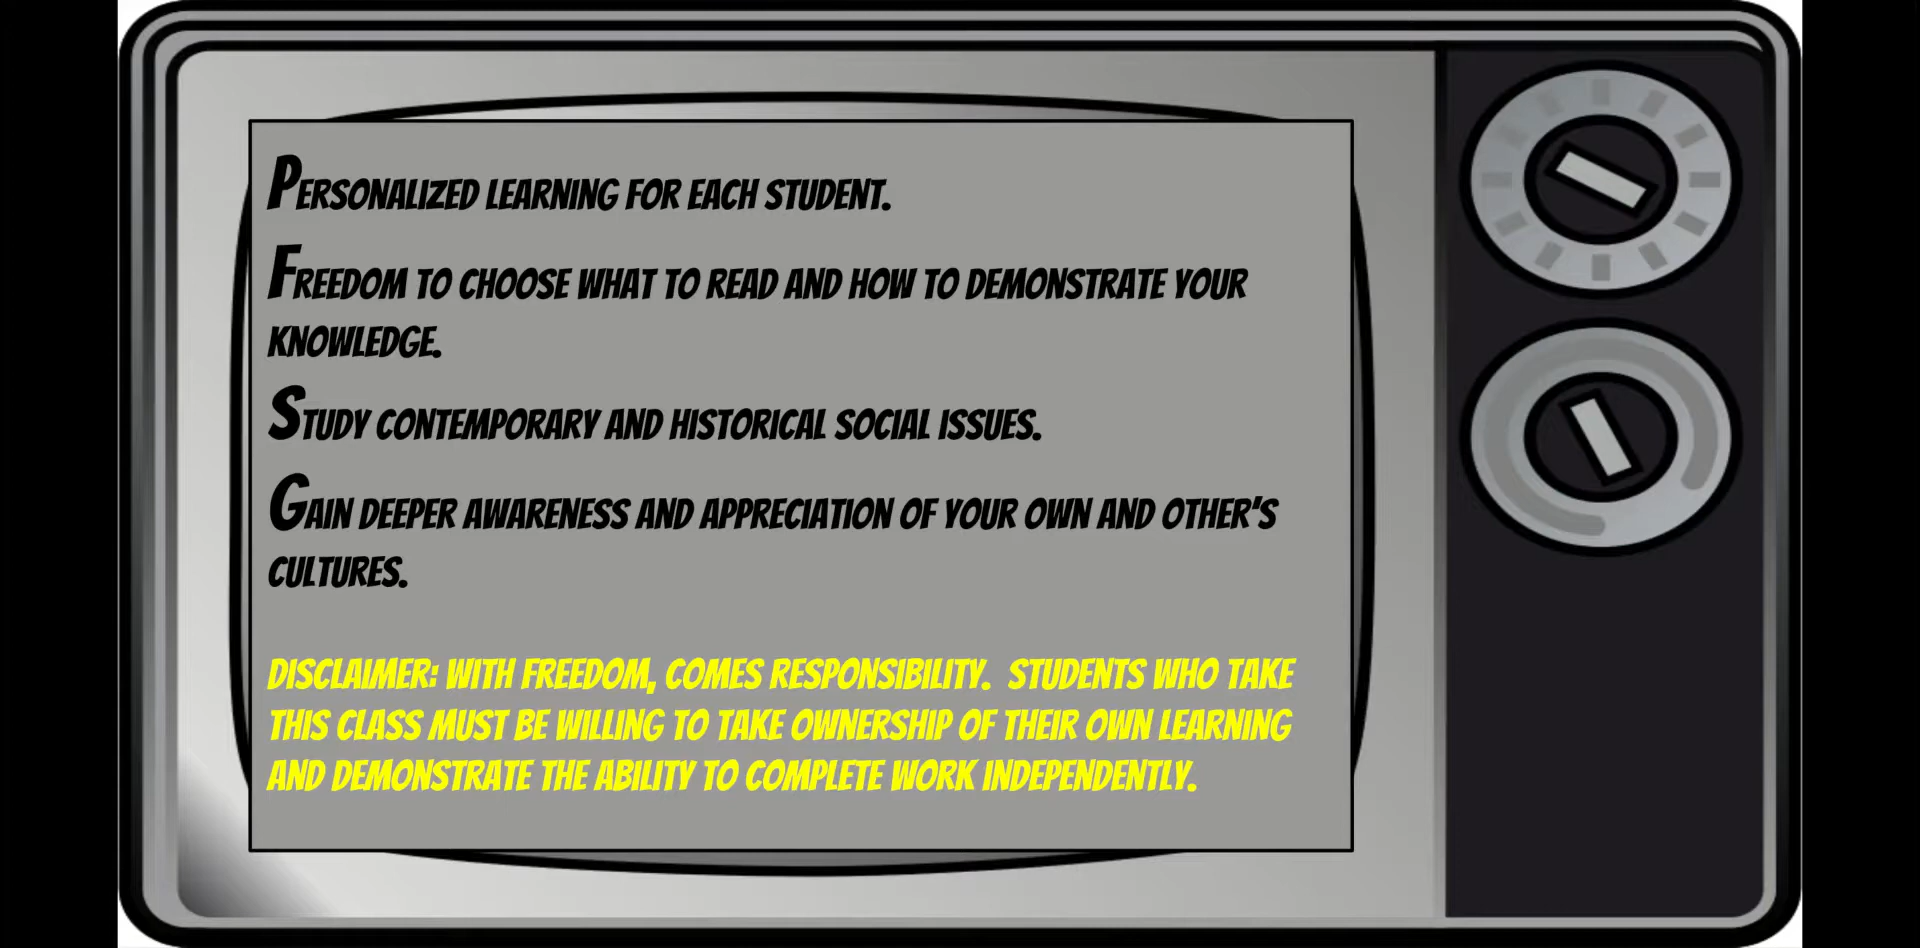 PERSONALIZED LEARNING FOR EACH STUDENT.
FREEDOM TO CHOOSE WHAT TO READ AND HOW TO DEMONSTRATE YOUR
KNOWLEDGE.
STUDY CONTEMPORARY AND HISTORICAL SOCIAL ISSUES.
GAIN DEEPER AWARENESS AND APPRECIATION OF YOUR OWN AND OTHER'S
CULTURES.
DISCLAIMER: WITH FREEDOM, COMES RESPONSIBILITY. STUDENTS WHO TAKE
THIS CLASS MUST BE WILLING TO TAKE OWNERSHIP OF THEIR OWN LEARNING
AND DEMONSTRATE THE ABILITY TO COMPLETE WORK INDEPENDENTLY.